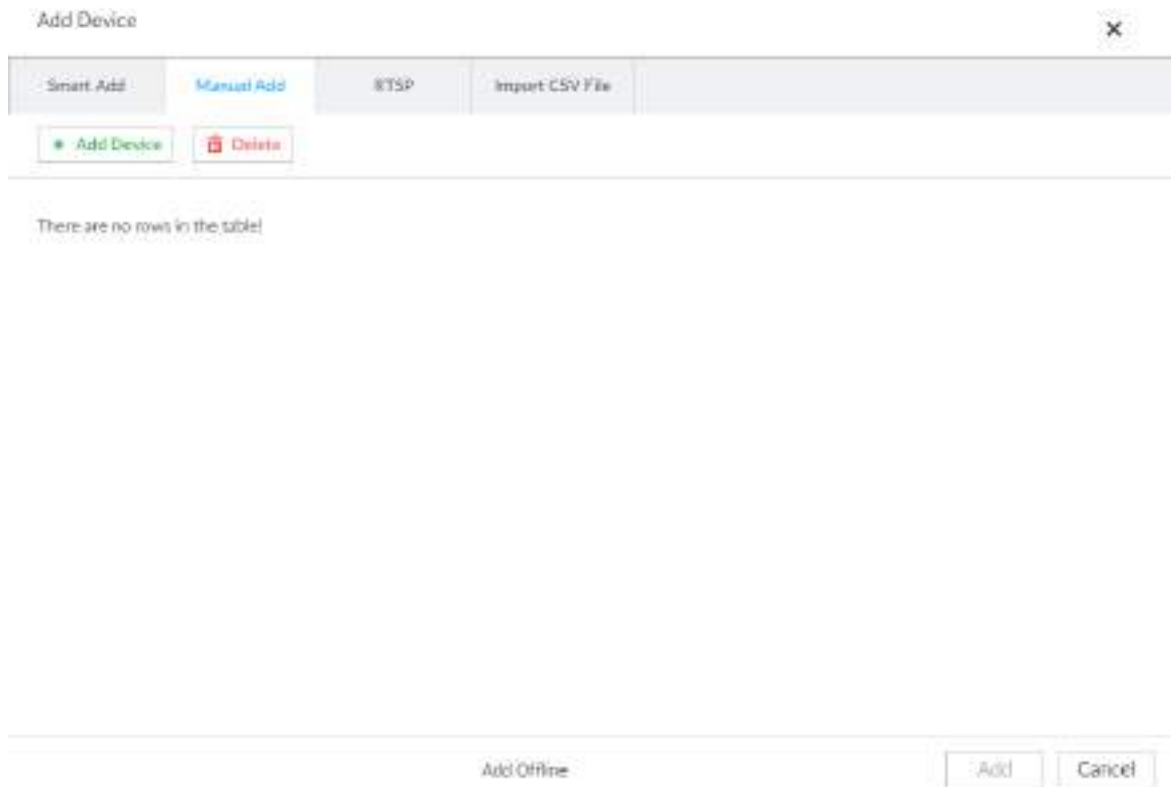 Add Device
Smart Add Manual Add RTSP Import CSV File
Add Device Delete
There are no rows in the table!
Add Offline Add Cancel